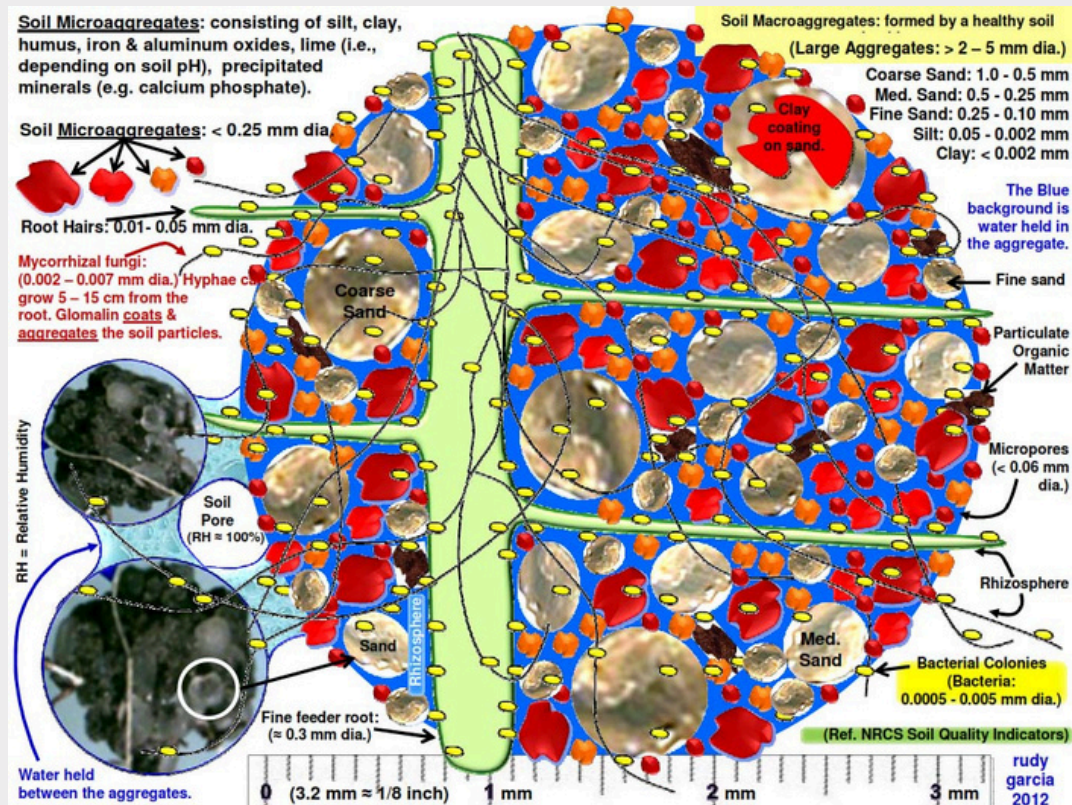 Soil Microaggregates: consisting of silt, clay,
humus, iron & aluminum oxides, lime (i.e.,
depending on soil pH), precipitated
minerals (e.g. calcium phosphate).
Soil Microaggregates: < 0.25 mm dia.
Root Hairs: 0.01- 0.05 mm dia.
Mycorrhizal fungi:
(0.002 – 0.007 mm dia.) Hyphae
grow 5 – 15 cm from the
root. Glomalin coats &
aggregates the soil particles.
Soil Macroaggregates: formed by a healthy soil
(Large Aggregates: > 2 – 5 mm dia.)
Coarse Sand: 1.0 - 0.5 mm
Med. Sand: 0.5 - 0.25 mm
Fine Sand: 0.25 - 0.10 mm
Silt: 0.05 - 0.002 mm
Clay: < 0.002 mm
Clay
coating
on sand.
The Blue
background is
water held in
the aggregate.
Fine sand
Coarse
Sand
Particulate
Organic
Matter
Micropores
(< 0.06 mm
dia.)
RH = Relative Humidity
Soil
Pore
(RH ≈ 100%)
Rhizosphere
Rhizosphere
Sand
Med.
Sand
Bacterial Colonies
(Bacteria:
0.0005 - 0.005 mm dia.)
Fine feeder root:
(≈ 0.3 mm dia.)
(Ref. NRCS Soil Quality Indicators)
Water held
between the aggregates.
0 (3.2 mm ≈ 1/8 inch) 1 mm 2 mm 3 mm
rudy
garcia
2012